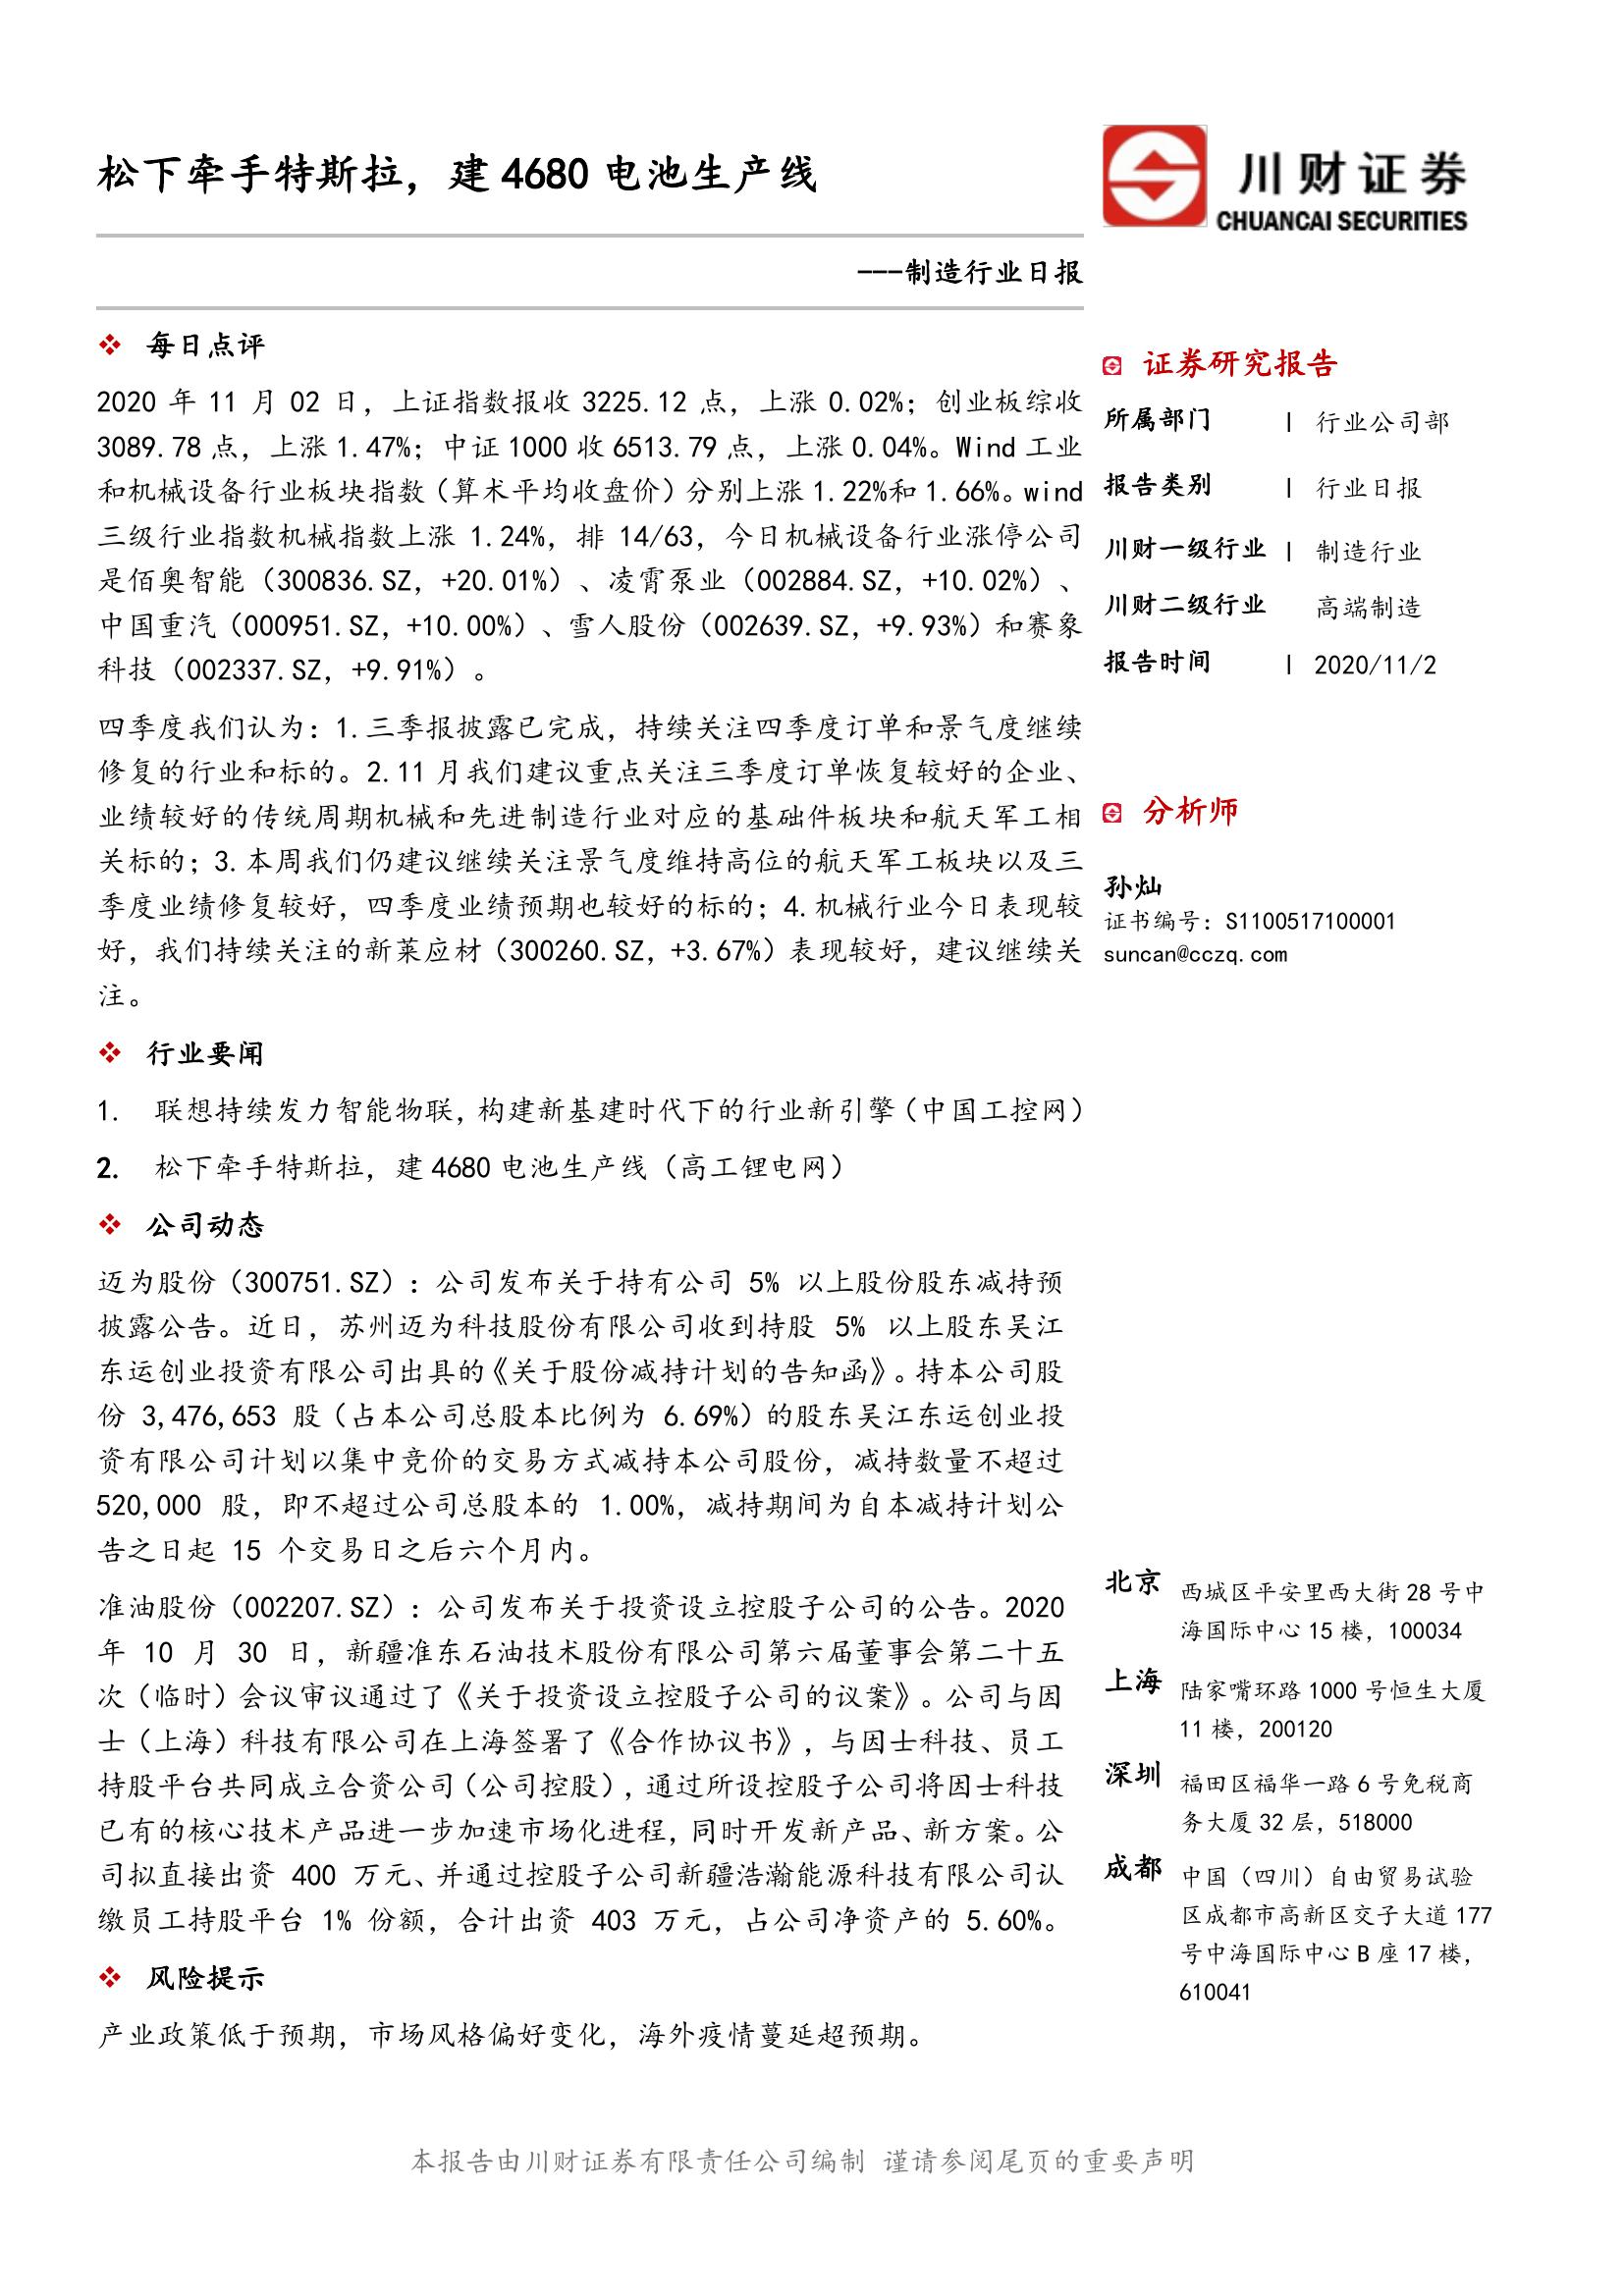 松下牵手特斯拉，建 4680 电池生产线
川财证券
CHUANCAI SECURITIES
---制造行业日报
❖ 每日点评
2020 年 11 月 02 日，上证指数报收 3225.12 点，上涨 0.02%；创业板综收
3089.78 点，上涨 1.47%；中证 1000 收 6513.79 点，上涨 0.04%。Wind 工业
和机械设备行业板块指数（算术平均收盘价）分别上涨 1.22%和 1.66%。wind
三级行业指数机械指数上涨 1.24%，排 14/63，今日机械设备行业涨停公司
是佰奥智能（300836.SZ，+20.01%）、凌霄泵业（002884.SZ，+10.02%）、
中国重汽（000951.SZ，+10.00%）、雪人股份（002639.SZ，+9.93%）和赛象
科技（002337.SZ，+9.91%）。
四季度我们认为：1.三季报披露已完成，持续关注四季度订单和景气度继续
修复的行业和标的。2.11 月我们建议重点关注三季度订单恢复较好的企业、
业绩较好的传统周期机械和先进制造行业对应的基础件板块和航天军工相
关标的；3.本周我们仍建议继续关注景气度维持高位的航天军工板块以及三
季度业绩修复较好，四季度业绩预期也较好的标的；4.机械行业今日表现较
好，我们持续关注的新莱应材（300260.SZ，+3.67%）表现较好，建议继续关
注。
❖ 行业要闻
1. 联想持续发力智能物联，构建新基建时代下的行业新引擎（中国工控网）
2. 松下牵手特斯拉，建 4680 电池生产线（高工锂电网）
❖ 公司动态
迈为股份（300751.SZ）：公司发布关于持有公司 5% 以上股份股东减持预
披露公告。近日，苏州迈为科技股份有限公司收到持股 5% 以上股东吴江
东运创业投资有限公司出具的《关于股份减持计划的告知函》。持本公司股
份 3,476,653 股（占本公司总股本比例为 6.69%）的股东吴江东运创业投
资有限公司计划以集中竞价的交易方式减持本公司股份，减持数量不超过
520,000 股，即不超过公司总股本的 1.00%，减持期间为自本减持计划公
告之日起 15 个交易日之后六个月内。
准油股份（002207.SZ）：公司发布关于投资设立控股子公司的公告。2020
年 10 月 30 日，新疆准东石油技术股份有限公司第六届董事会第二十五
次（临时）会议审议通过了《关于投资设立控股子公司的议案》。公司与因
士（上海）科技有限公司在上海签署了《合作协议书》，与因士科技、员工
持股平台共同成立合资公司（公司控股），通过所设控股子公司将因士科技
已有的核心技术产品进一步加速市场化进程，同时开发新产品、新方案。公
司拟直接出资 400 万元、并通过控股子公司新疆浩瀚能源科技有限公司认
缴员工持股平台 1% 份额，合计出资 403 万元，占公司净资产的 5.60%。
❖ 风险提示
产业政策低于预期，市场风格偏好变化，海外疫情蔓延超预期。
证券研究报告
所属部门 | 行业公司部
报告类别 | 行业日报
川财一级行业 | 制造行业
川财二级行业 高端制造
报告时间 | 2020/11/2
分析师
孙灿
证书编号：S1100517100001
suncan@cczq.com
北京 西城区平安里西大街 28 号中
海国际中心 15 楼，100034
上海 陆家嘴环路 1000 号恒生大厦
11 楼，200120
深圳 福田区福华一路 6 号免税商
务大厦 32 层，518000
成都 中国（四川）自由贸易试验
区成都市高新区交子大道 177
号中海国际中心 B 座 17 楼，
610041
本报告由川财证券有限责任公司编制 谨请参阅尾页的重要声明